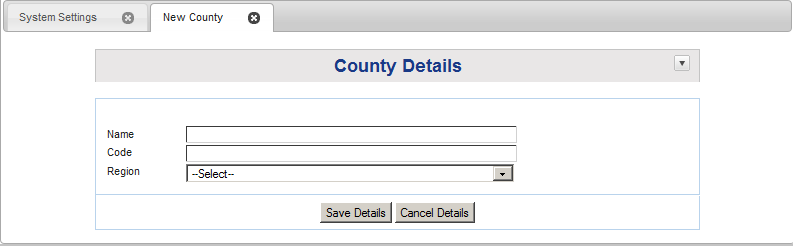 System Settings New County
County Details
Name
Code
Region --Select--
Save Details Cancel Details